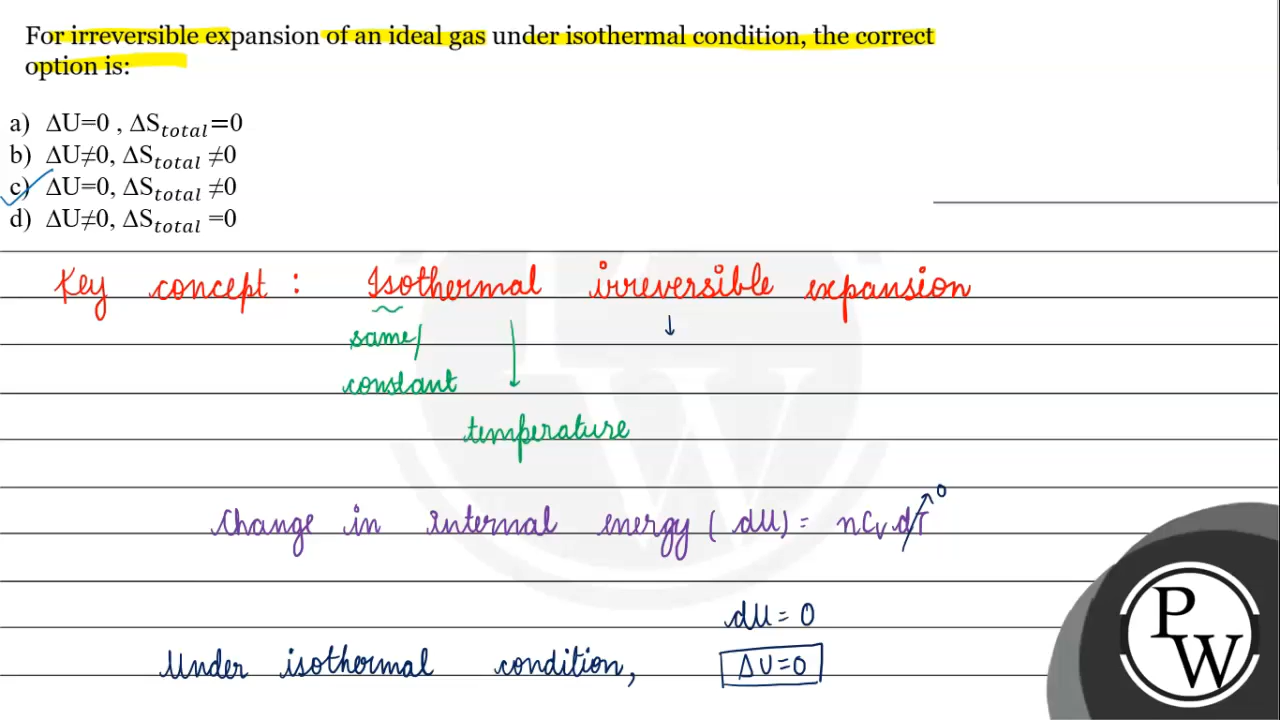 For irreversible expansion of an ideal gas under isothermal condition, the correct
option is:
a) ΔU=0 , ΔS_total=0
b) ΔU≠0, ΔS_total ≠0
c) ΔU=0, ΔS_total ≠0
d) ΔU≠0, ΔS_total =0
Key concept : Isothermal irreversible expansion
same/
constant
temperature
Change in internal energy ( dU) = nCv dT 0
dU = 0
Under isothermal condition, ΔU=0
PW